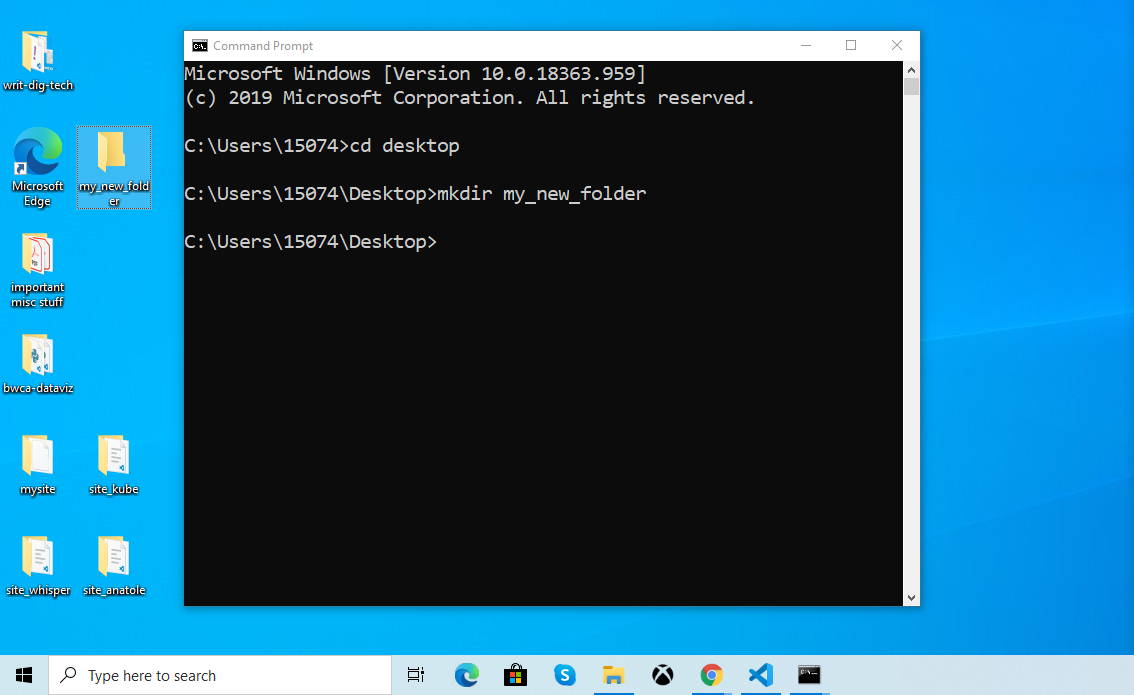 writ-dig-tech
Microsoft
Edge
my_new_fold
er
important
misc stuff
bwca-dataviz
mysite
site_kube
site_whisper
site_anatole
Command Prompt
Microsoft Windows [Version 10.0.18363.959]
(c) 2019 Microsoft Corporation. All rights reserved.
C:\Users\15074>cd desktop
C:\Users\15074\Desktop>mkdir my_new_folder
C:\Users\15074\Desktop>
Type here to search